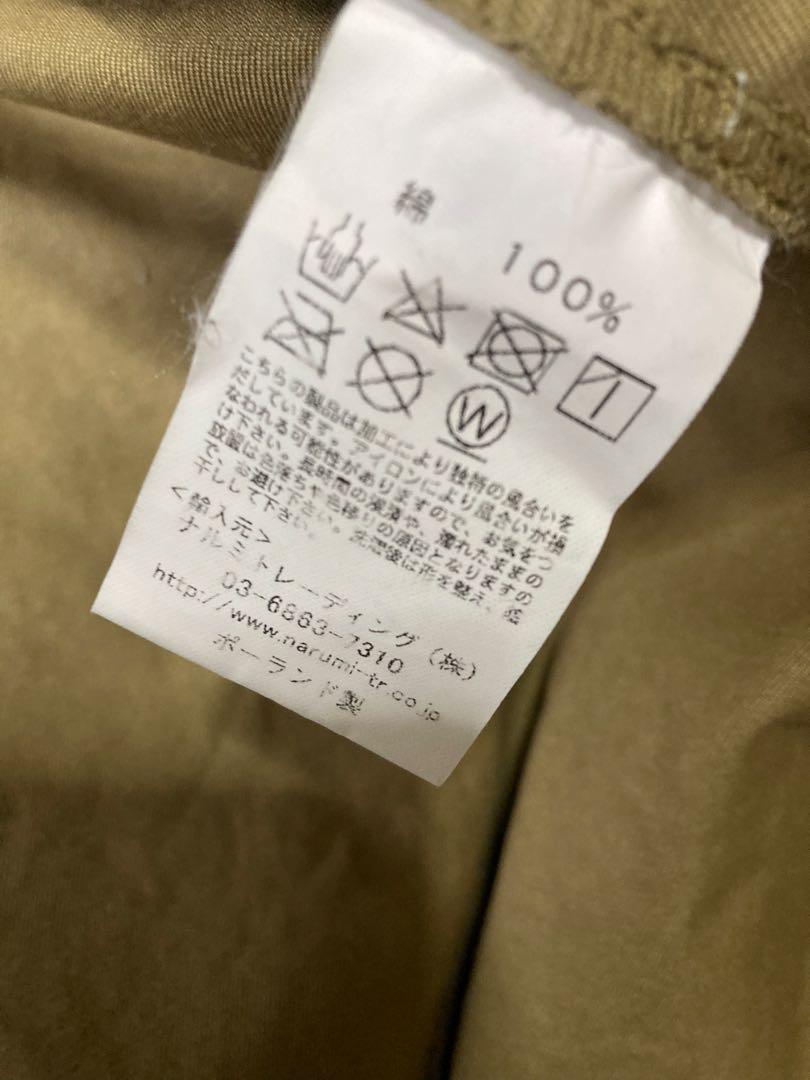 綿 100%
W
こちらの製品は加工により独特の風合いを
だしています。アイロンにより風合いが損
なわれる可能性がありますので、お気をつ
け下さい。長時間の浸漬や、濡れたままの
放置は色落ちや色移りの原因となりますの
で、お避け下さい。洗濯後は形を整え、陰
干しして下さい。
<輸入元>
ナルミトレーディング(株)
03-6863-7310
http://www.narumi-tr.co.jp
ポーランド製